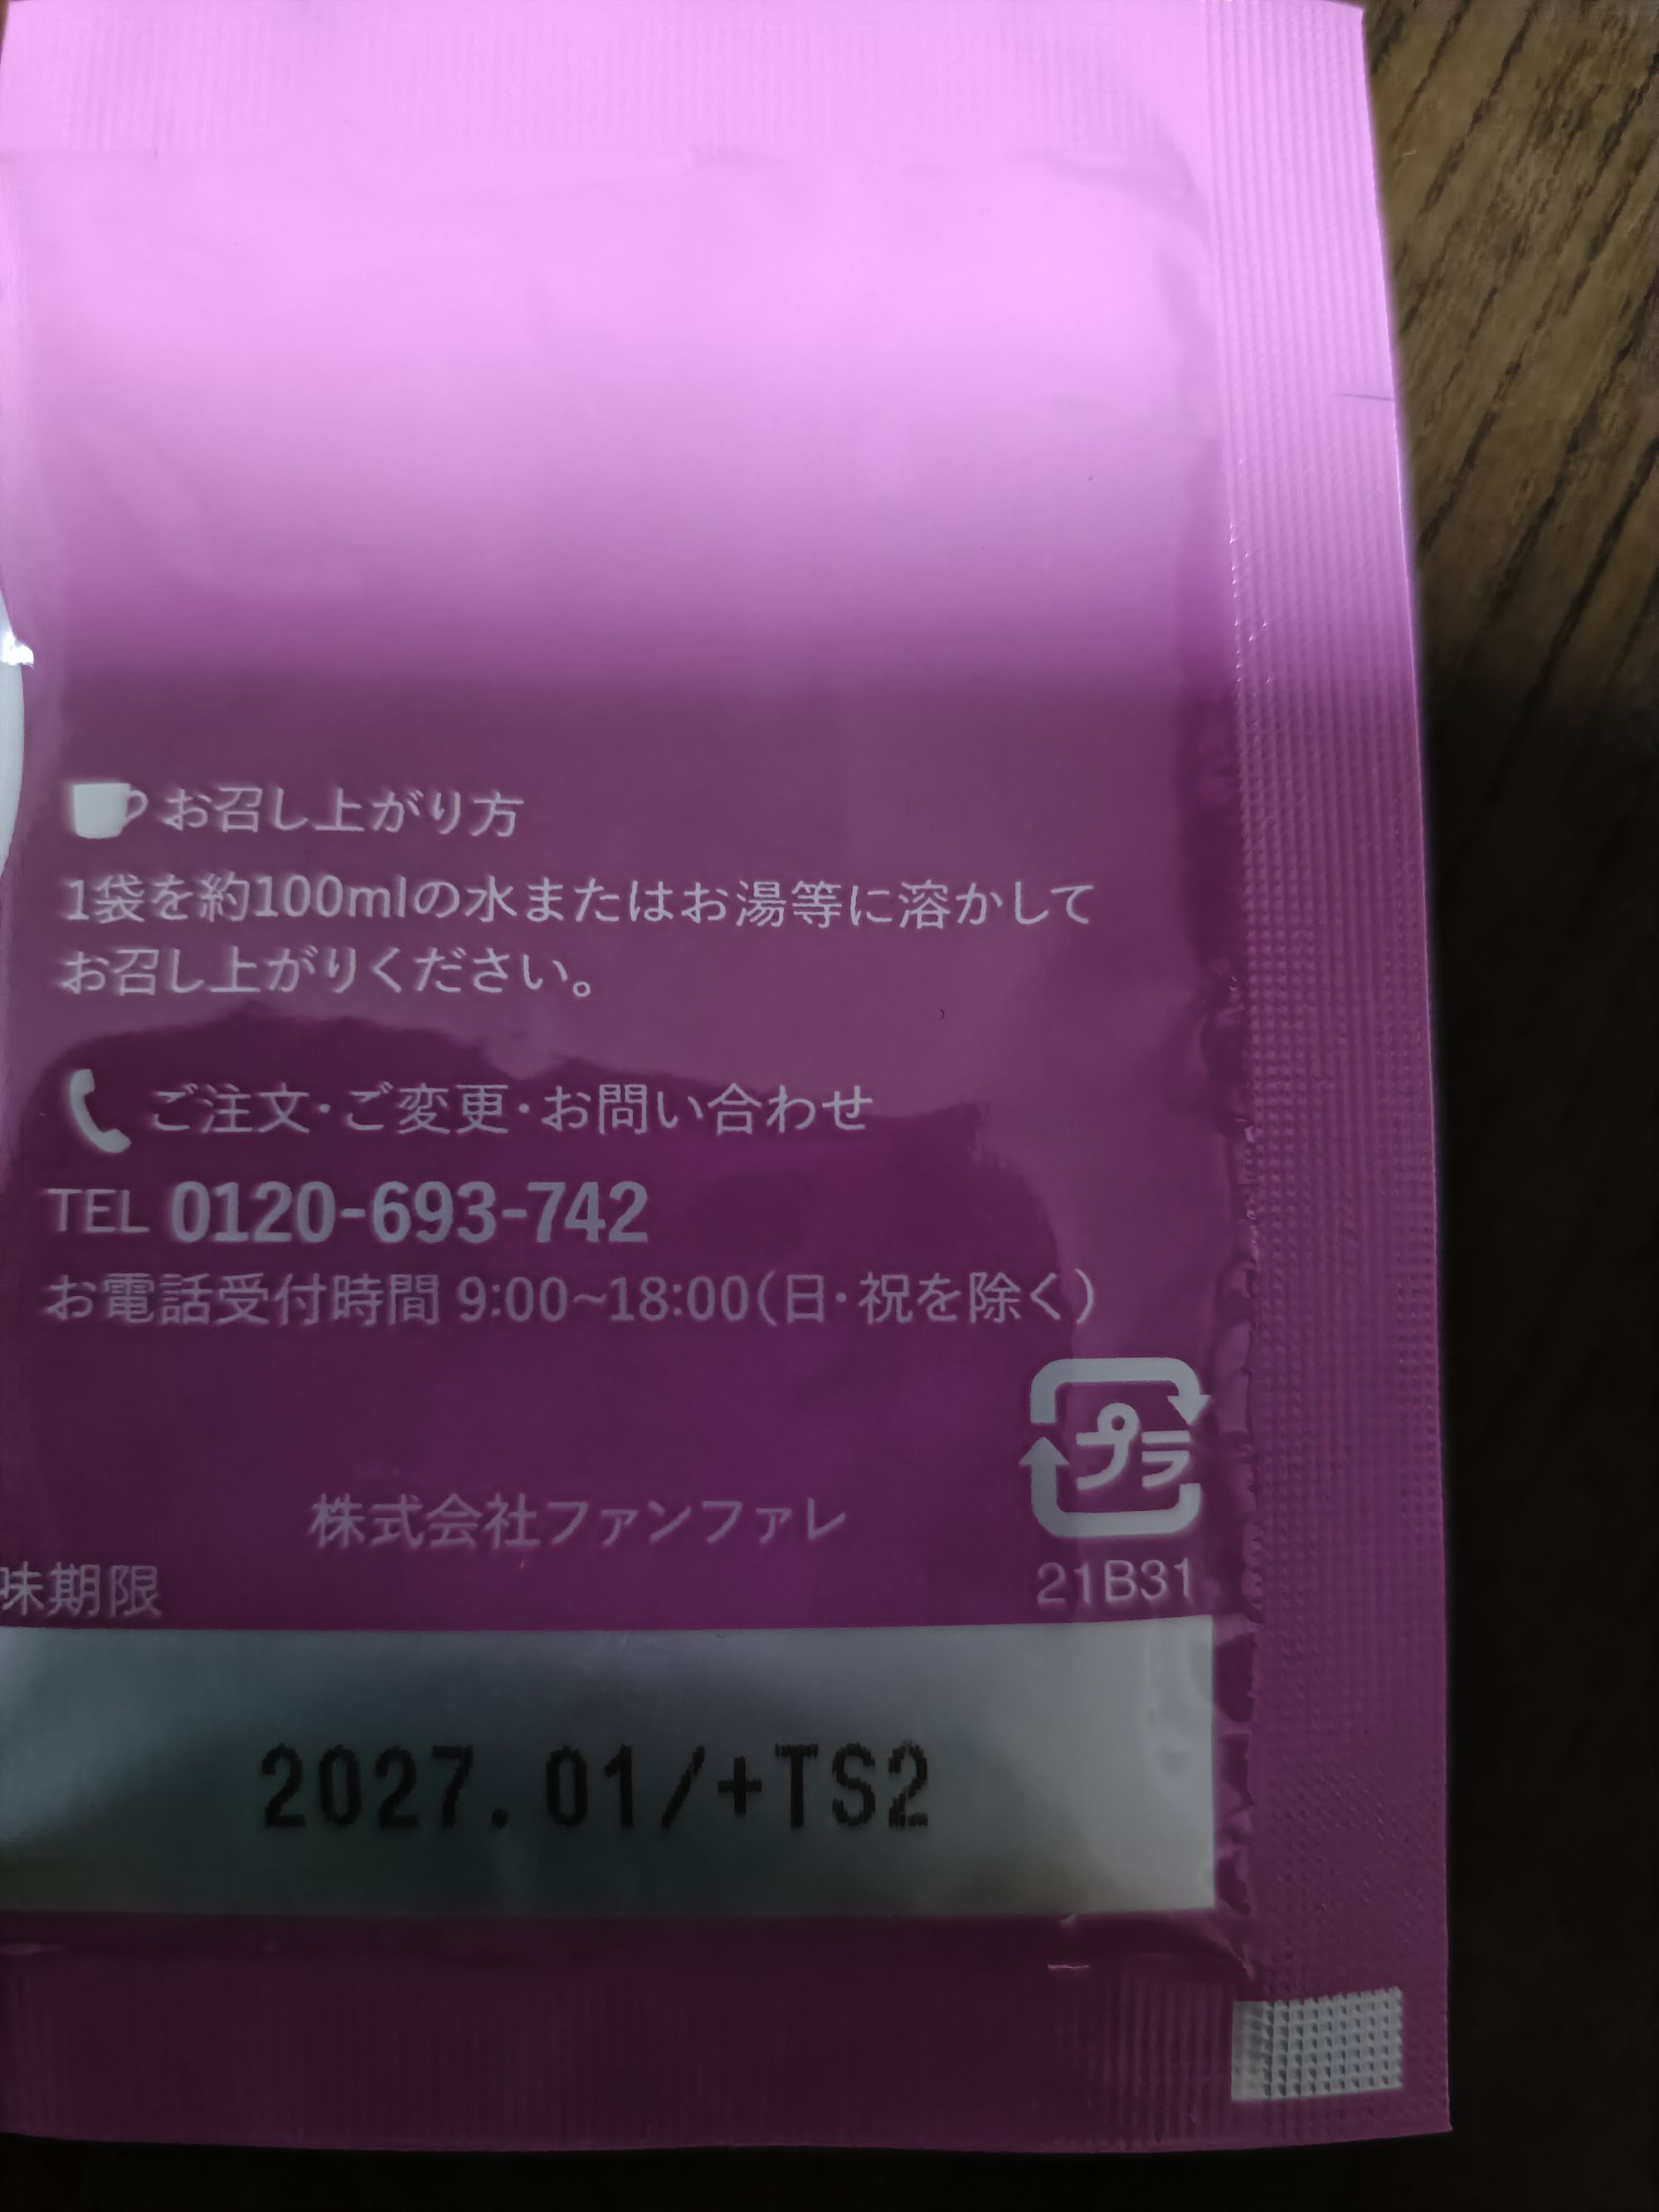 お召し上がり方
1袋を約100mlの水またはお湯等に溶かして
お召し上がりください。
ご注文・ご変更・お問い合わせ
TEL 0120-693-742
お電話受付時間 9:00~18:00(日・祝を除く)
プラ
株式会社ファンファレ
味期限
21B31
2027.01/+TS2